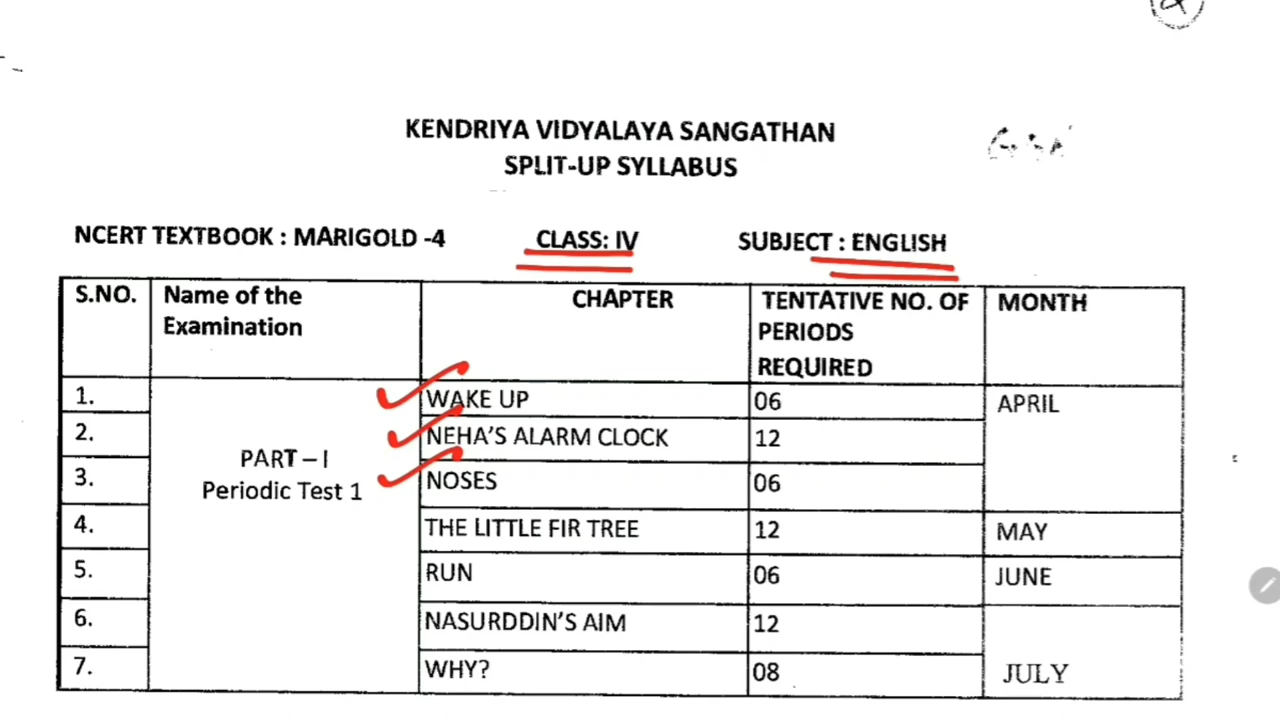 KENDRIYA VIDYALAYA SANGATHAN
SPLIT-UP SYLLABUS
NCERT TEXTBOOK : MARIGOLD -4 CLASS: IV SUBJECT : ENGLISH
S.NO. Name of the Examination CHAPTER TENTATIVE NO. OF PERIODS REQUIRED MONTH
1. WAKE UP 06 APRIL
2. NEHA'S ALARM CLOCK 12
PART – I
Periodic Test 1
3. NOSES 06
4. THE LITTLE FIR TREE 12 MAY
5. RUN 06 JUNE
6. NASURDDIN'S AIM 12
7. WHY? 08 JULY